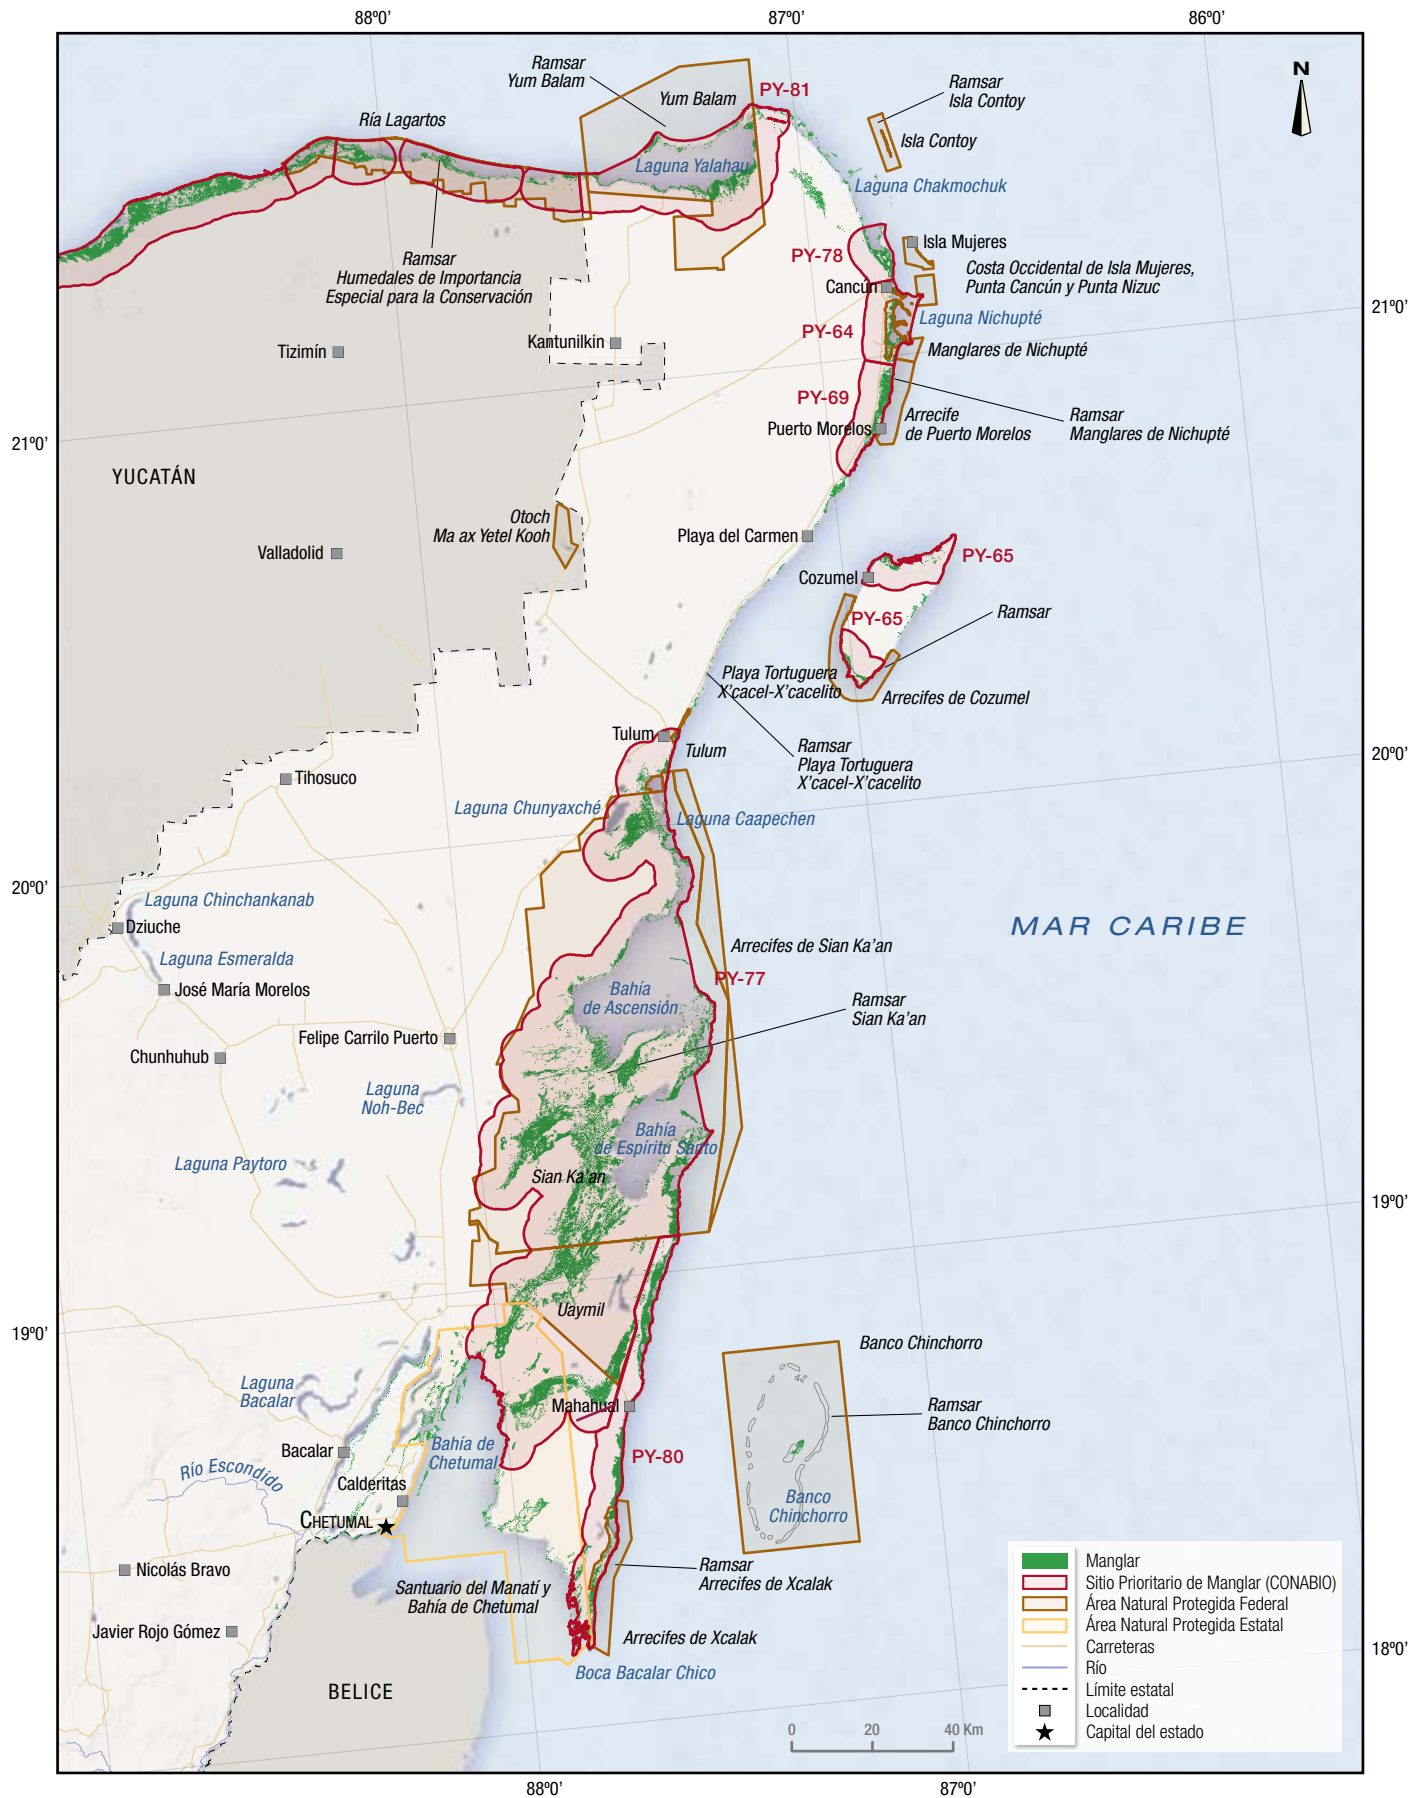 88º0'
87º0'
86º0'
N
Ramsar
Yum Balam
Yum Balam
PY-81
Ramsar
Isla Contoy
Isla Contoy
Ría Lagartos
Laguna Yalahau
Laguna Chakmochuk
Ramsar
Humedales de Importancia
Especial para la Conservación
PY-78
Isla Mujeres
Costa Occidental de Isla Mujeres,
Punta Cancún y Punta Nizuc
Cancún
21º0'
Laguna Nichupté
PY-64
Tizimín
Kantunilkin
Manglares de Nichupté
PY-69
Ramsar
Manglares de Nichupté
Arrecife
de Puerto Morelos
Puerto Morelos
21º0'
YUCATÁN
Otoch
Ma ax Yetel Kooh
Playa del Carmen
Valladolid
PY-65
Cozumel
PY-65
Ramsar
Playa Tortuguera
X'cacel-X'cacelito
Arrecifes de Cozumel
Tulum
Tulum
Ramsar
Playa Tortuguera
X'cacel-X'cacelito
20º0'
Tihosuco
Laguna Chunyaxché
Laguna Caapechen
20º0'
Laguna Chinchankanab
Dziuche
MAR CARIBE
Laguna Esmeralda
Arrecifes de Sian Ka'an
PY-77
José María Morelos
Bahía
de Ascensión
Ramsar
Sian Ka'an
Felipe Carrilo Puerto
Chunhuhub
Laguna
Noh-Bec
Bahía
de Espíritu Santo
Laguna Paytoro
Sian Ka'an
19º0'
Uaymil
19º0'
Banco Chinchorro
Laguna
Bacalar
Mahahual
Ramsar
Banco Chinchorro
Bacalar
Bahía de
Chetumal
PY-80
Río Escondido
Calderitas
Banco
Chinchorro
CHETUMAL
Nicolás Bravo
Ramsar
Arrecifes de Xcalak
Santuario del Manatí y
Bahía de Chetumal
Javier Rojo Gómez
Arrecifes de Xcalak
18º0'
Boca Bacalar Chico
BELICE
Manglar
Sitio Prioritario de Manglar (CONABIO)
Área Natural Protegida Federal
Área Natural Protegida Estatal
Carreteras
Río
Límite estatal
Localidad
Capital del estado
0 20 40 Km
88º0'
87º0'